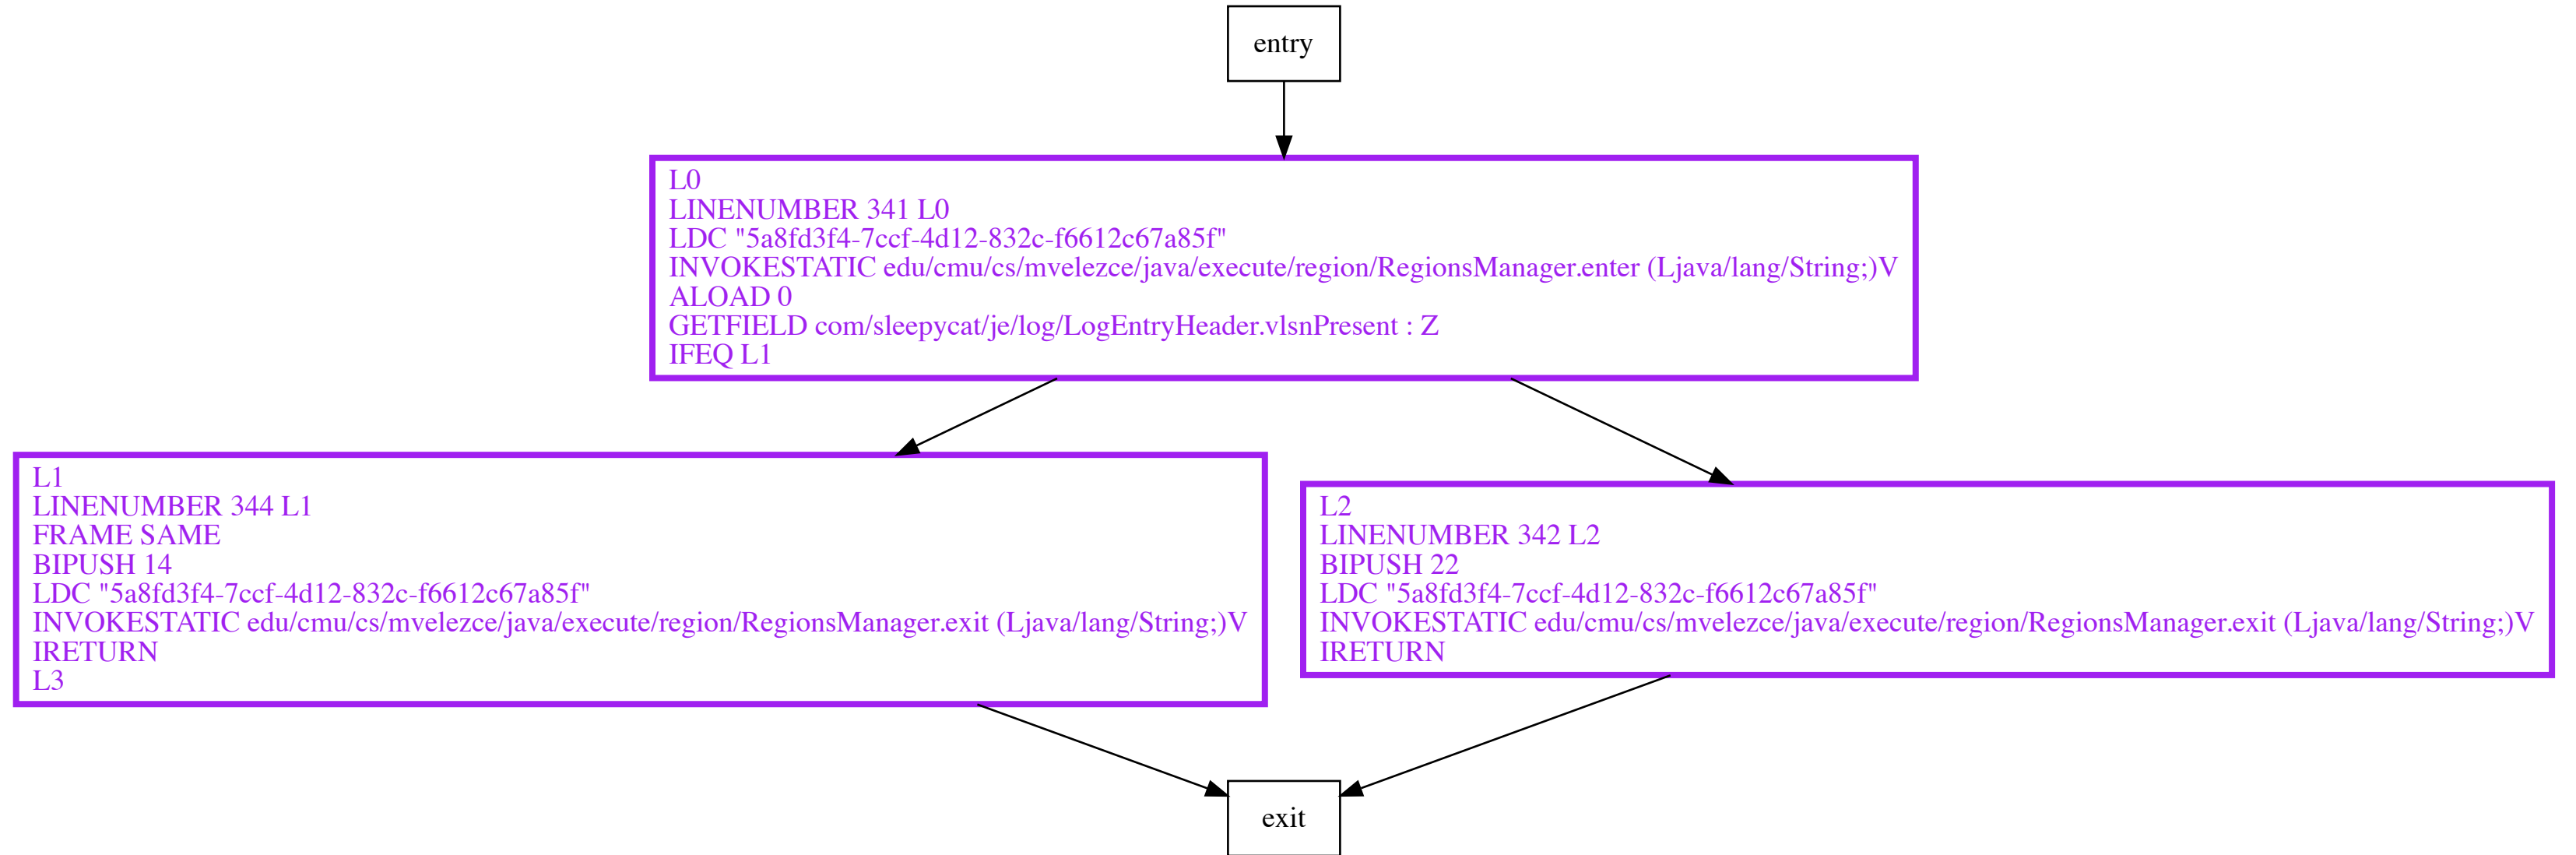 entry
L0
LINENUMBER 341 L0
LDC "5a8fd3f4-7ccf-4d12-832c-f6612c67a85f"
INVOKESTATIC edu/cmu/cs/mvelezce/java/execute/region/RegionsManager.enter (Ljava/lang/String;)V
ALOAD 0
GETFIELD com/sleepycat/je/log/LogEntryHeader.vlsnPresent : Z
IFEQ L1
L1
LINENUMBER 344 L1
FRAME SAME
BIPUSH 14
LDC "5a8fd3f4-7ccf-4d12-832c-f6612c67a85f"
INVOKESTATIC edu/cmu/cs/mvelezce/java/execute/region/RegionsManager.exit (Ljava/lang/String;)V
IRETURN
L3
L2
LINENUMBER 342 L2
BIPUSH 22
LDC "5a8fd3f4-7ccf-4d12-832c-f6612c67a85f"
INVOKESTATIC edu/cmu/cs/mvelezce/java/execute/region/RegionsManager.exit (Ljava/lang/String;)V
IRETURN
exit